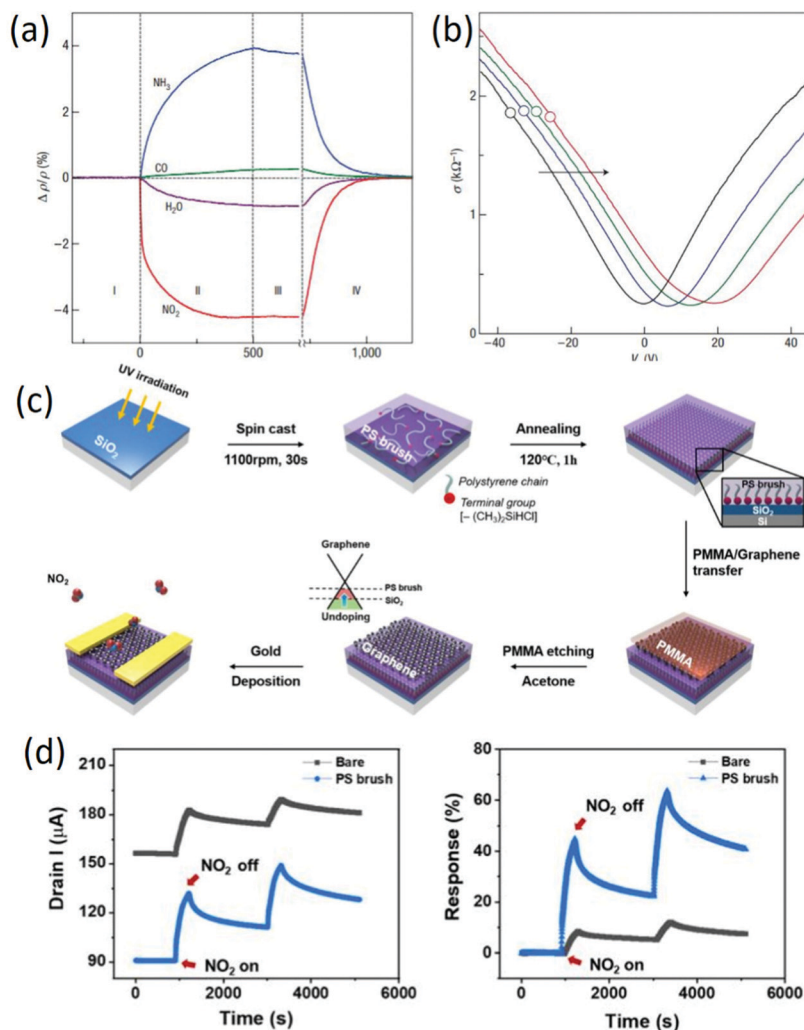 (a)
4
2
0
-2
-4
Δ ρ/ρ (%)
NH₃
CO
H₂O
NO₂
I
II
III
IV
0
500
1,000
(b)
2
1
0
σ (kΩ⁻¹)
-40
-20
0
20
40
(V)
(c)
UV irradiation
SiO₂
Spin cast
1100rpm, 30s
PS brush
Polystyrene chain
Terminal group
[– (CH₃)₂SiHCl]
Annealing
120°C, 1h
PS brush
SiO₂
Si
PMMA/Graphene
transfer
PMMA
PMMA etching
Acetone
Graphene
PS brush
SiO₂
Undoping
Graphene
Gold
Deposition
NO₂
(d)
210
180
150
120
90
Drain I (μA)
Bare
PS brush
NO₂ off
NO₂ on
0
2000
4000
6000
Time (s)
80
60
40
20
0
Response (%)
Bare
PS brush
NO₂ off
NO₂ on
0
2000
4000
6000
Time (s)